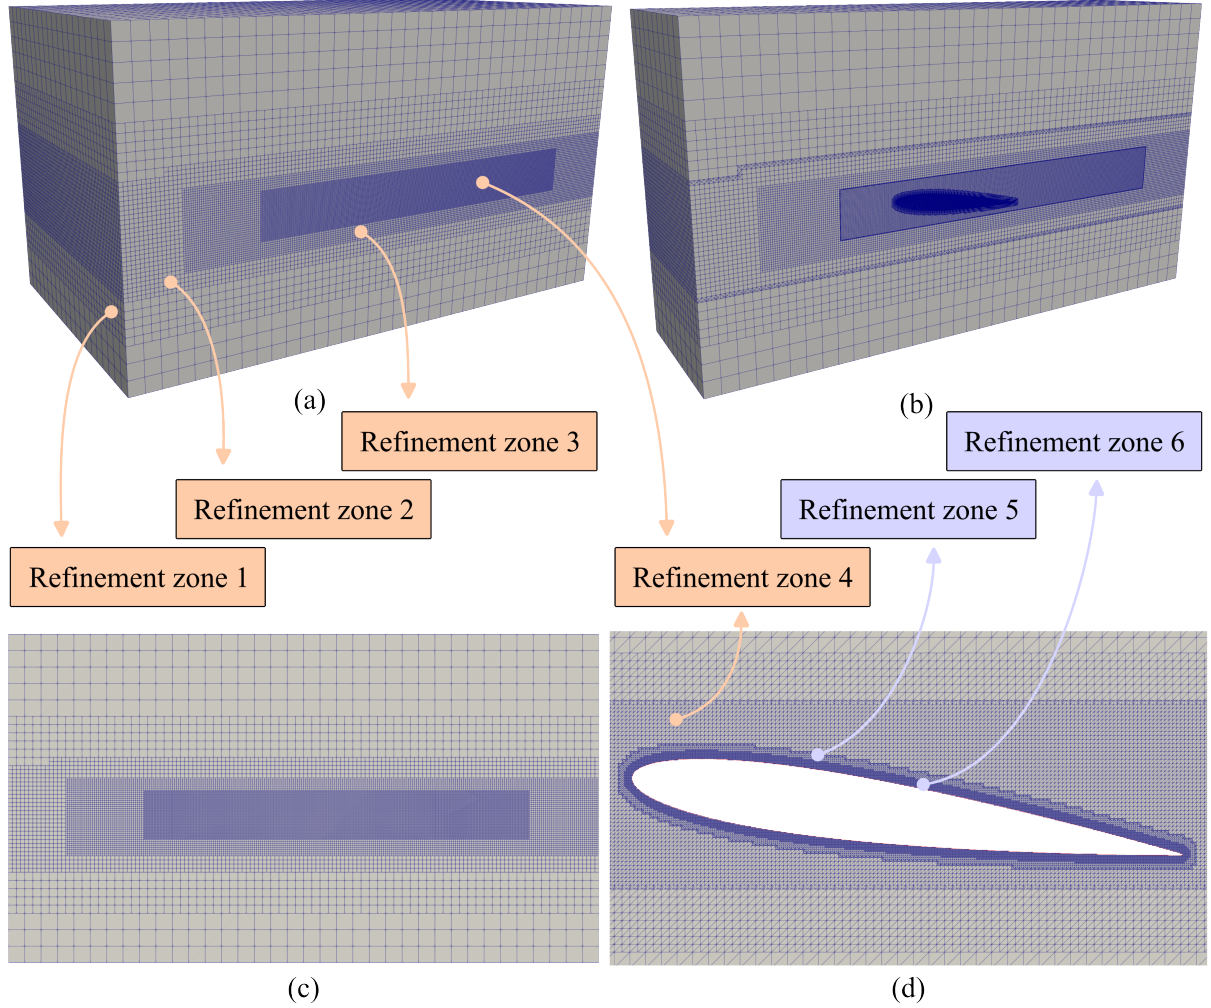 (a)
(b)
Refinement zone 3
Refinement zone 6
Refinement zone 2
Refinement zone 5
Refinement zone 1
Refinement zone 4
(c)
(d)